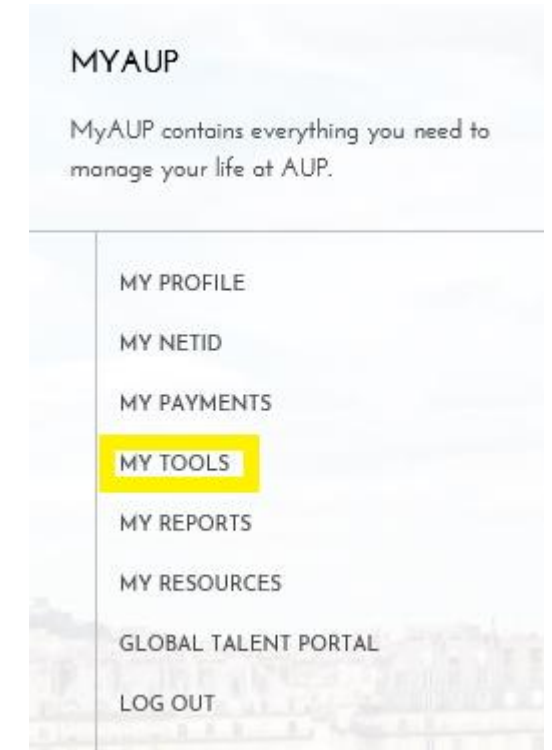 MYAUP
MyAUP contains everything you need to
manage your life at AUP.
MY PROFILE
MY NETID
MY PAYMENTS
MY TOOLS
MY REPORTS
MY RESOURCES
GLOBAL TALENT PORTAL
LOG OUT